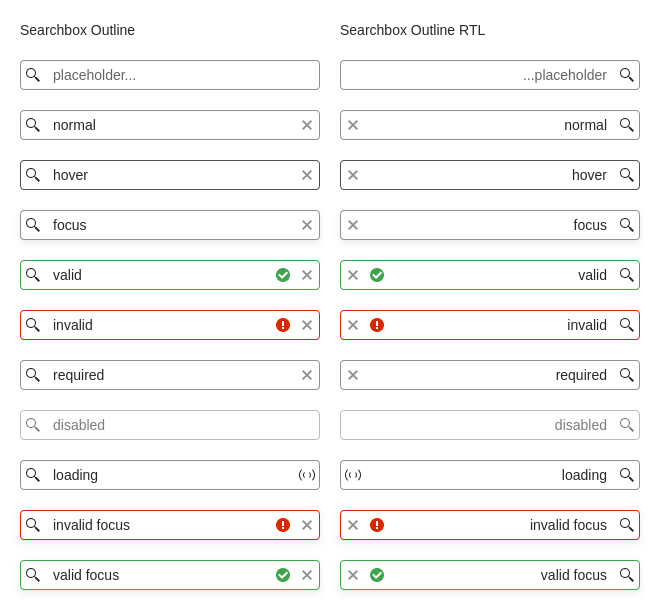 Searchbox Outline
placeholder...
normal
hover
focus
valid
invalid
required
disabled
loading
invalid focus
valid focus
Searchbox Outline RTL
...placeholder
normal
hover
focus
valid
invalid
required
disabled
loading
invalid focus
valid focus